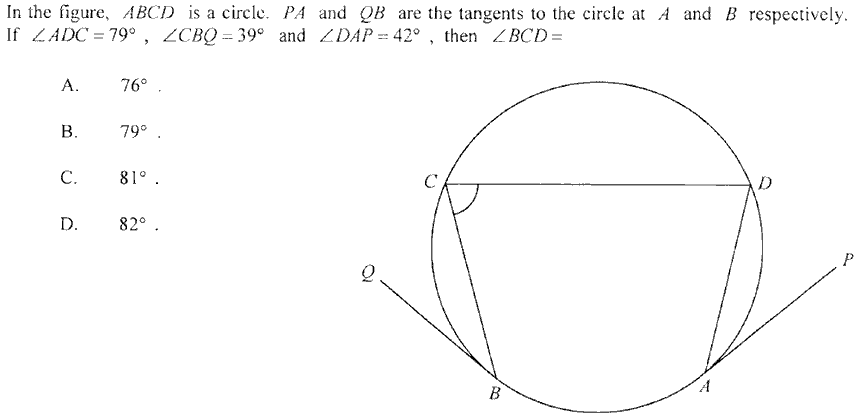 In the figure, ABCD is a circle. PA and QB are the tangents to the circle at A and B respectively.
If ∠ADC = 79° , ∠CBQ = 39° and ∠DAP = 42° , then ∠BCD =
A. 76° .
B. 79° .
C. 81° .
D. 82° .
C
D
Q
P
B
A